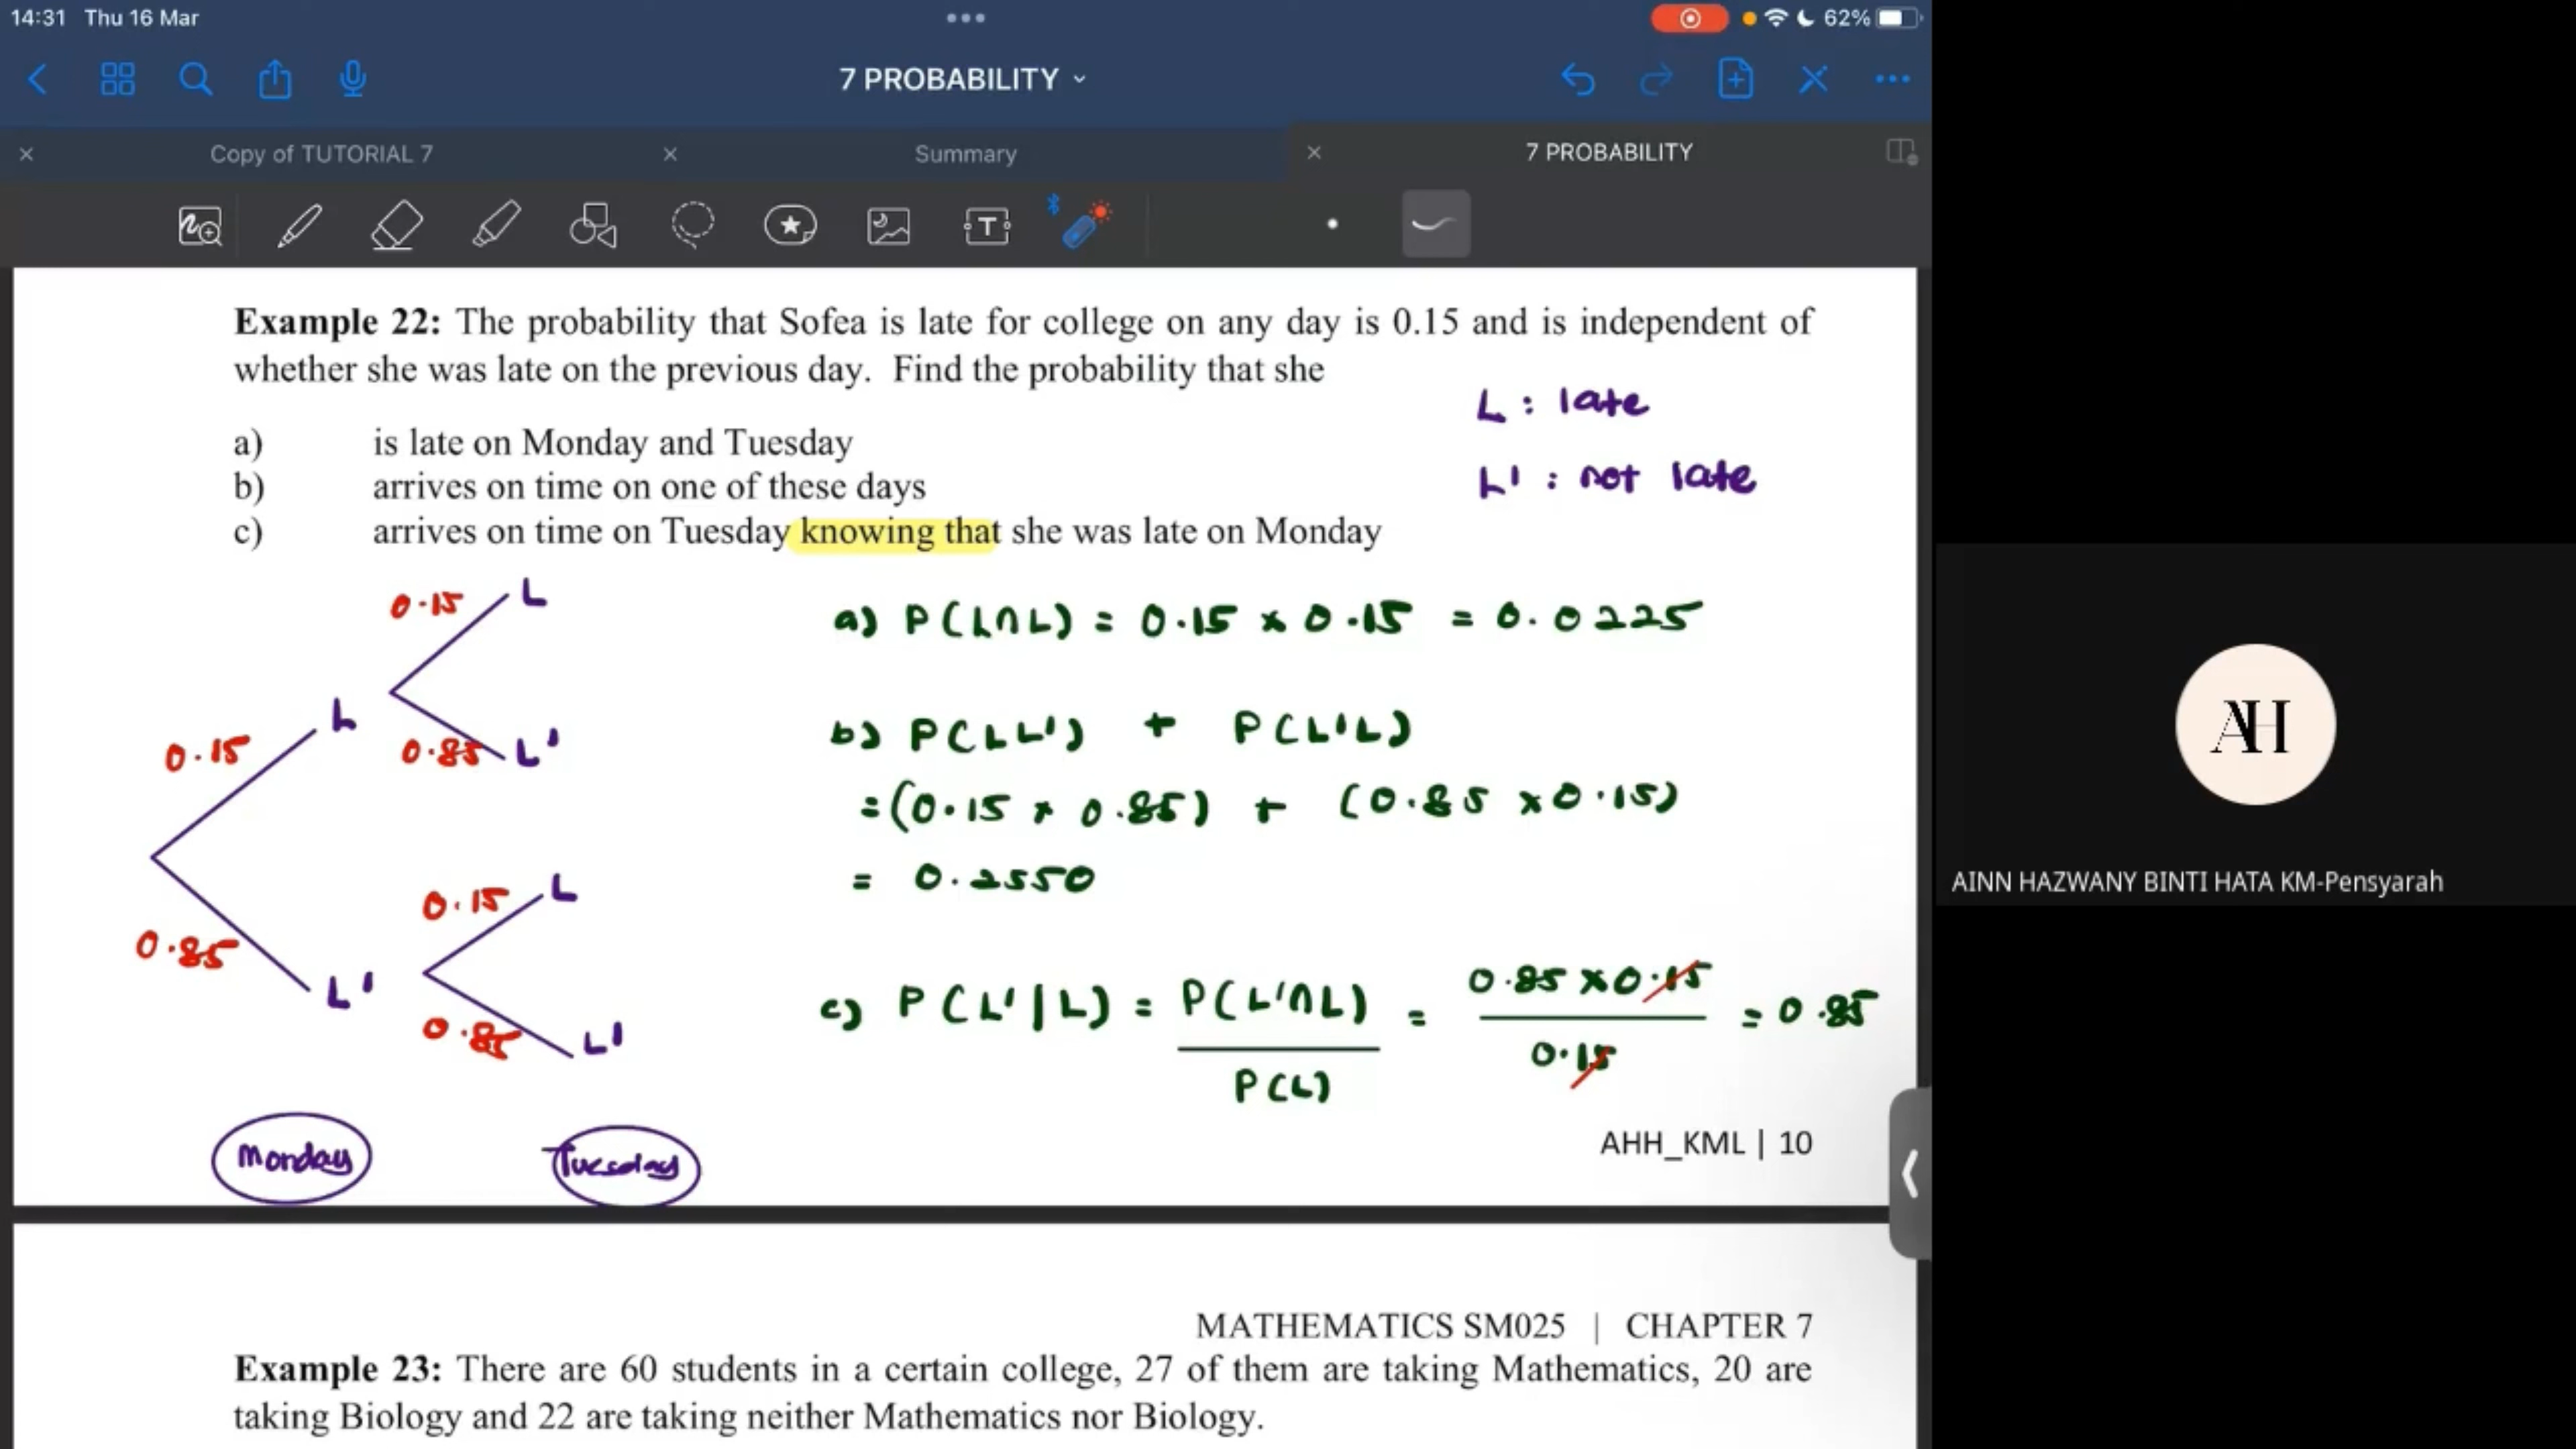 14:31 Thu 16 Mar
62%
7 PROBABILITY
Copy of TUTORIAL 7
Summary
7 PROBABILITY
Example 22: The probability that Sofea is late for college on any day is 0.15 and is independent of
whether she was late on the previous day. Find the probability that she
L : late
a) is late on Monday and Tuesday
L' : not late
b) arrives on time on one of these days
c) arrives on time on Tuesday knowing that she was late on Monday
0.15 L
0.15 L
0.85 L'
0.15 L
0.85 L'
0.85 L'
Monday Tuesday
a) P(L∩L) = 0.15 × 0.15 = 0.0225
b) P(LL') + P(L'L)
= (0.15 × 0.85) + (0.85 × 0.15)
= 0.2550
c) P(L'|L) = P(L'∩L) / P(L) = 0.85 × 0.15 / 0.15 = 0.85
AHH_KML | 10
MATHEMATICS SM025 | CHAPTER 7
Example 23: There are 60 students in a certain college, 27 of them are taking Mathematics, 20 are
taking Biology and 22 are taking neither Mathematics nor Biology.
AH
AINN HAZWANY BINTI HATA KM-Pensyarah